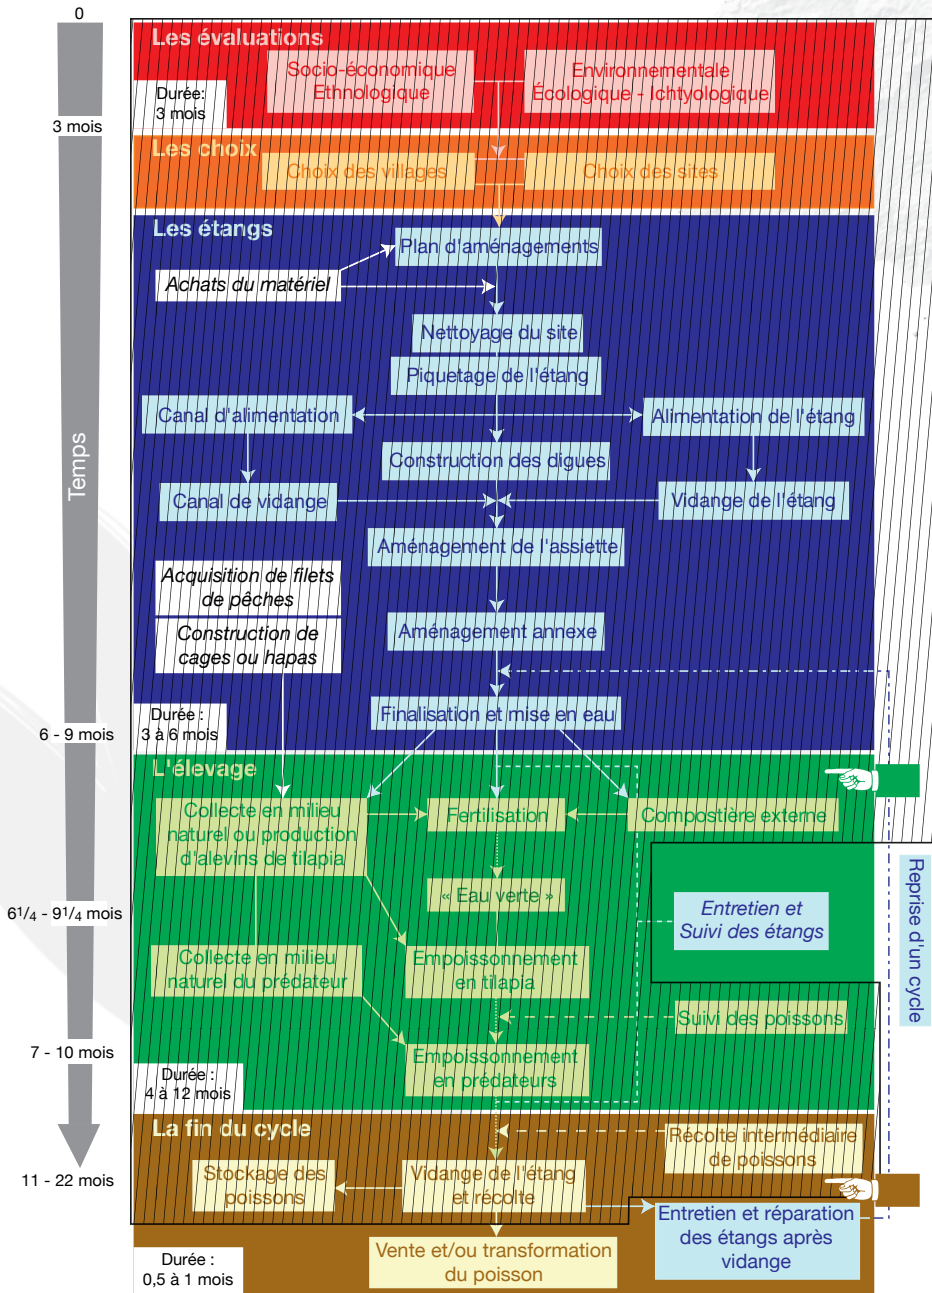 0
Les évaluations
Socio-économique
Ethnologique
Environnementale
Écologique - Ichtyologique
Durée:
3 mois
3 mois
Les choix
Choix des villages
Choix des sites
Les étangs
Plan d'aménagements
Achats du matériel
Nettoyage du site
Piquetage de l'étang
Canal d'alimentation
Alimentation de l'étang
Temps
Construction des digues
Canal de vidange
Vidange de l'étang
Aménagement de l'assiette
Acquisition de filets
de pêches
Construction de
cages ou hapas
Aménagement annexe
Finalisation et mise en eau
Durée :
3 à 6 mois
6 - 9 mois
L'élevage
Collecte en milieu
naturel ou production
d'alevins de tilapia
Fertilisation
Compostière externe
« Eau verte »
6 1/4 - 9 1/4 mois
Entretien et
Suivi des étangs
Reprise d'un cycle
Collecte en milieu
naturel du prédateur
Empoissonnement
en tilapia
Suivi des poissons
7 - 10 mois
Empoissonnement
en prédateurs
Durée :
4 à 12 mois
La fin du cycle
Récolte intermédiaire
de poissons
11 - 22 mois
Stockage des
poissons
Vidange de l'étang
et récolte
Entretien et réparation
des étangs après
vidange
Vente et/ou transformation
du poisson
Durée :
0,5 à 1 mois